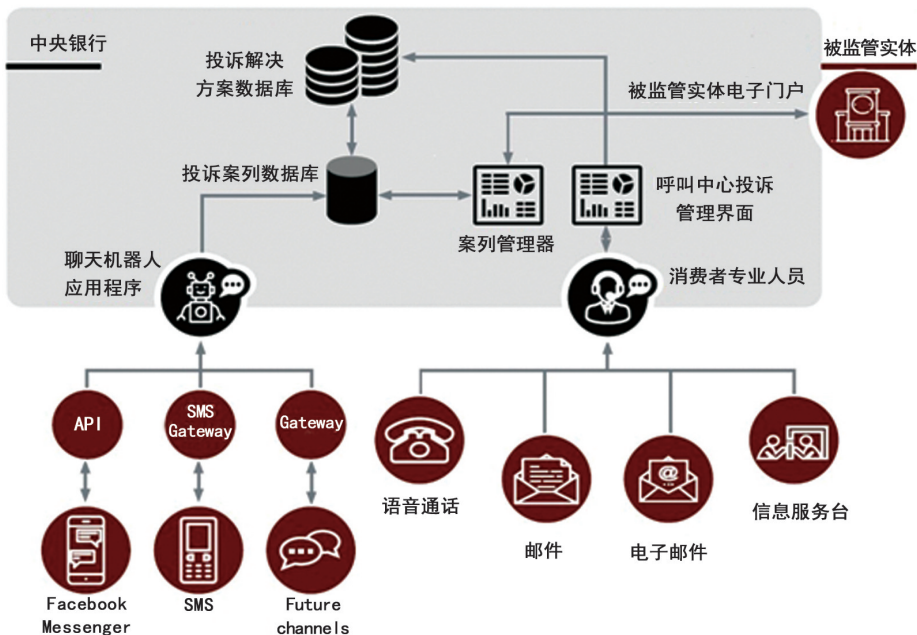 中央银行
投诉解决
方案数据库
被监管实体
被监管实体电子门户
投诉案列数据库
呼叫中心投诉
管理界面
案列管理器
聊天机器人
应用程序
消费者专业人员
API
SMS
Gateway
Gateway
语音通话
邮件
电子邮件
@
信息服务台
Facebook
Messenger
SMS
Future
channels